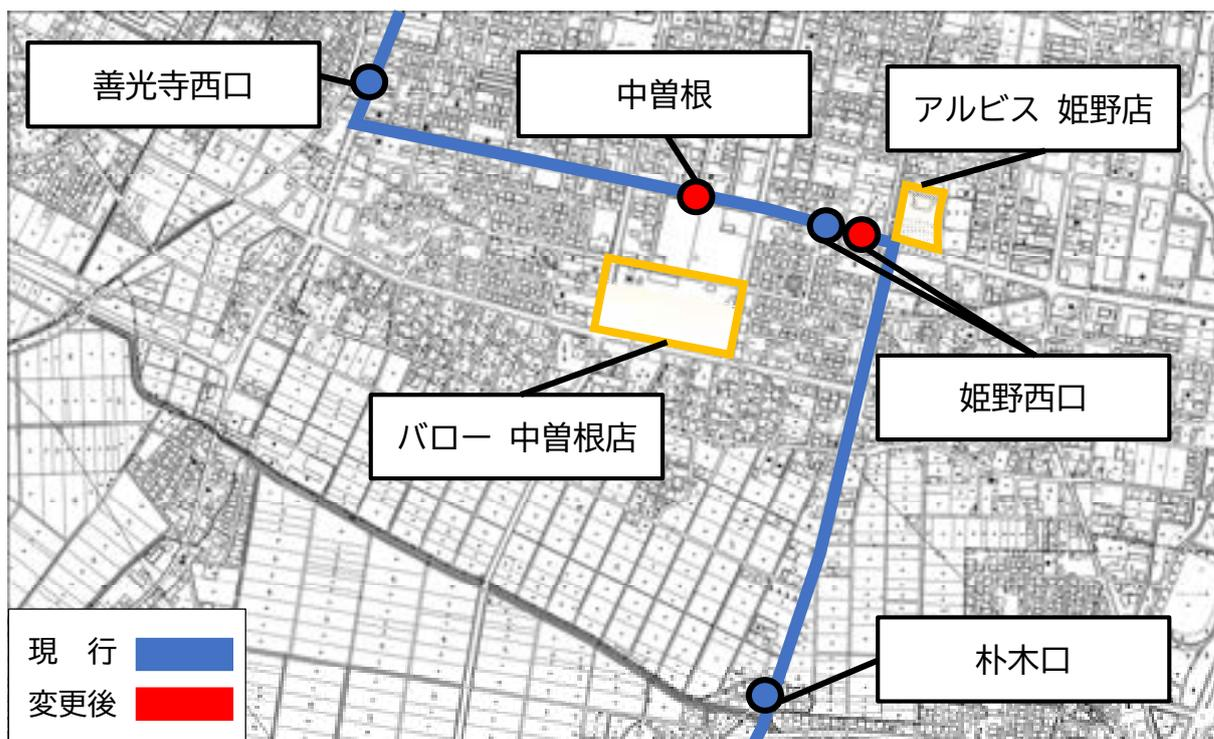 善光寺西口
中曽根
アルビス 姫野店
姫野西口
バロー 中曽根店
朴木口
現　行
変更後